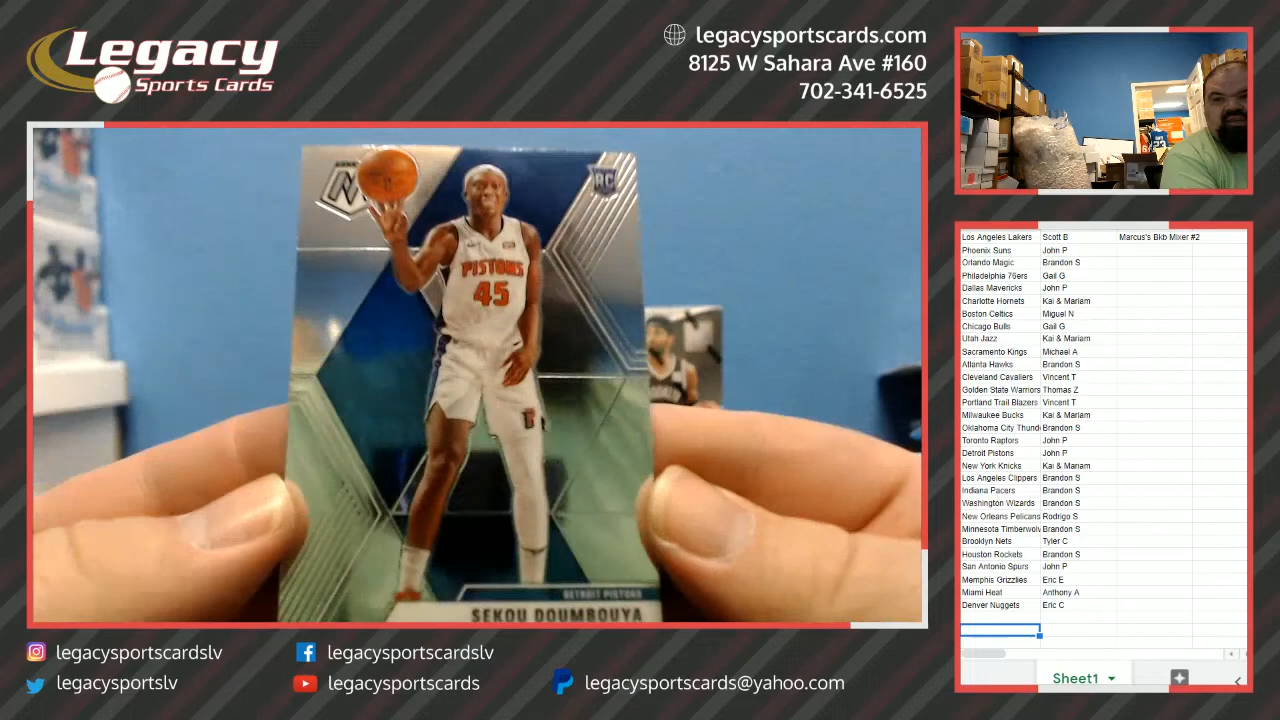 Legacy
Sports Cards
legacysportscards.com
8125 W Sahara Ave #160
702-341-6525
RC
PISTONS
45
DETROIT PISTONS
SEKOU DOUMBOUYA
Los Angeles Lakers Scott B Marcus's Bkb Mixer #2
Phoenix Suns John P
Orlando Magic Brandon S
Philadelphia 76ers Gail G
Dallas Mavericks John P
Charlotte Hornets Kai & Mariam
Boston Celtics Miguel N
Chicago Bulls Gail G
Utah Jazz Kai & Mariam
Sacramento Kings Michael A
Atlanta Hawks Brandon S
Cleveland Cavaliers Vincent T
Golden State Warriors Thomas Z
Portland Trail Blazers Vincent T
Milwaukee Bucks Kai & Mariam
Oklahoma City Thund Brandon S
Toronto Raptors John P
Detroit Pistons John P
New York Knicks Kai & Mariam
Los Angeles Clippers Brandon S
Indiana Pacers Brandon S
Washington Wizards Brandon S
New Orleans Pelicans Rodrigo S
Minnesota Timberwolv Brandon S
Brooklyn Nets Tyler C
Houston Rockets Brandon S
San Antonio Spurs John P
Memphis Grizzlies Eric E
Miami Heat Anthony A
Denver Nuggets Eric C
Sheet1
legacysportscardslv
legacysportscardslv
legacysportslv
legacysportscards
legacysportscards@yahoo.com